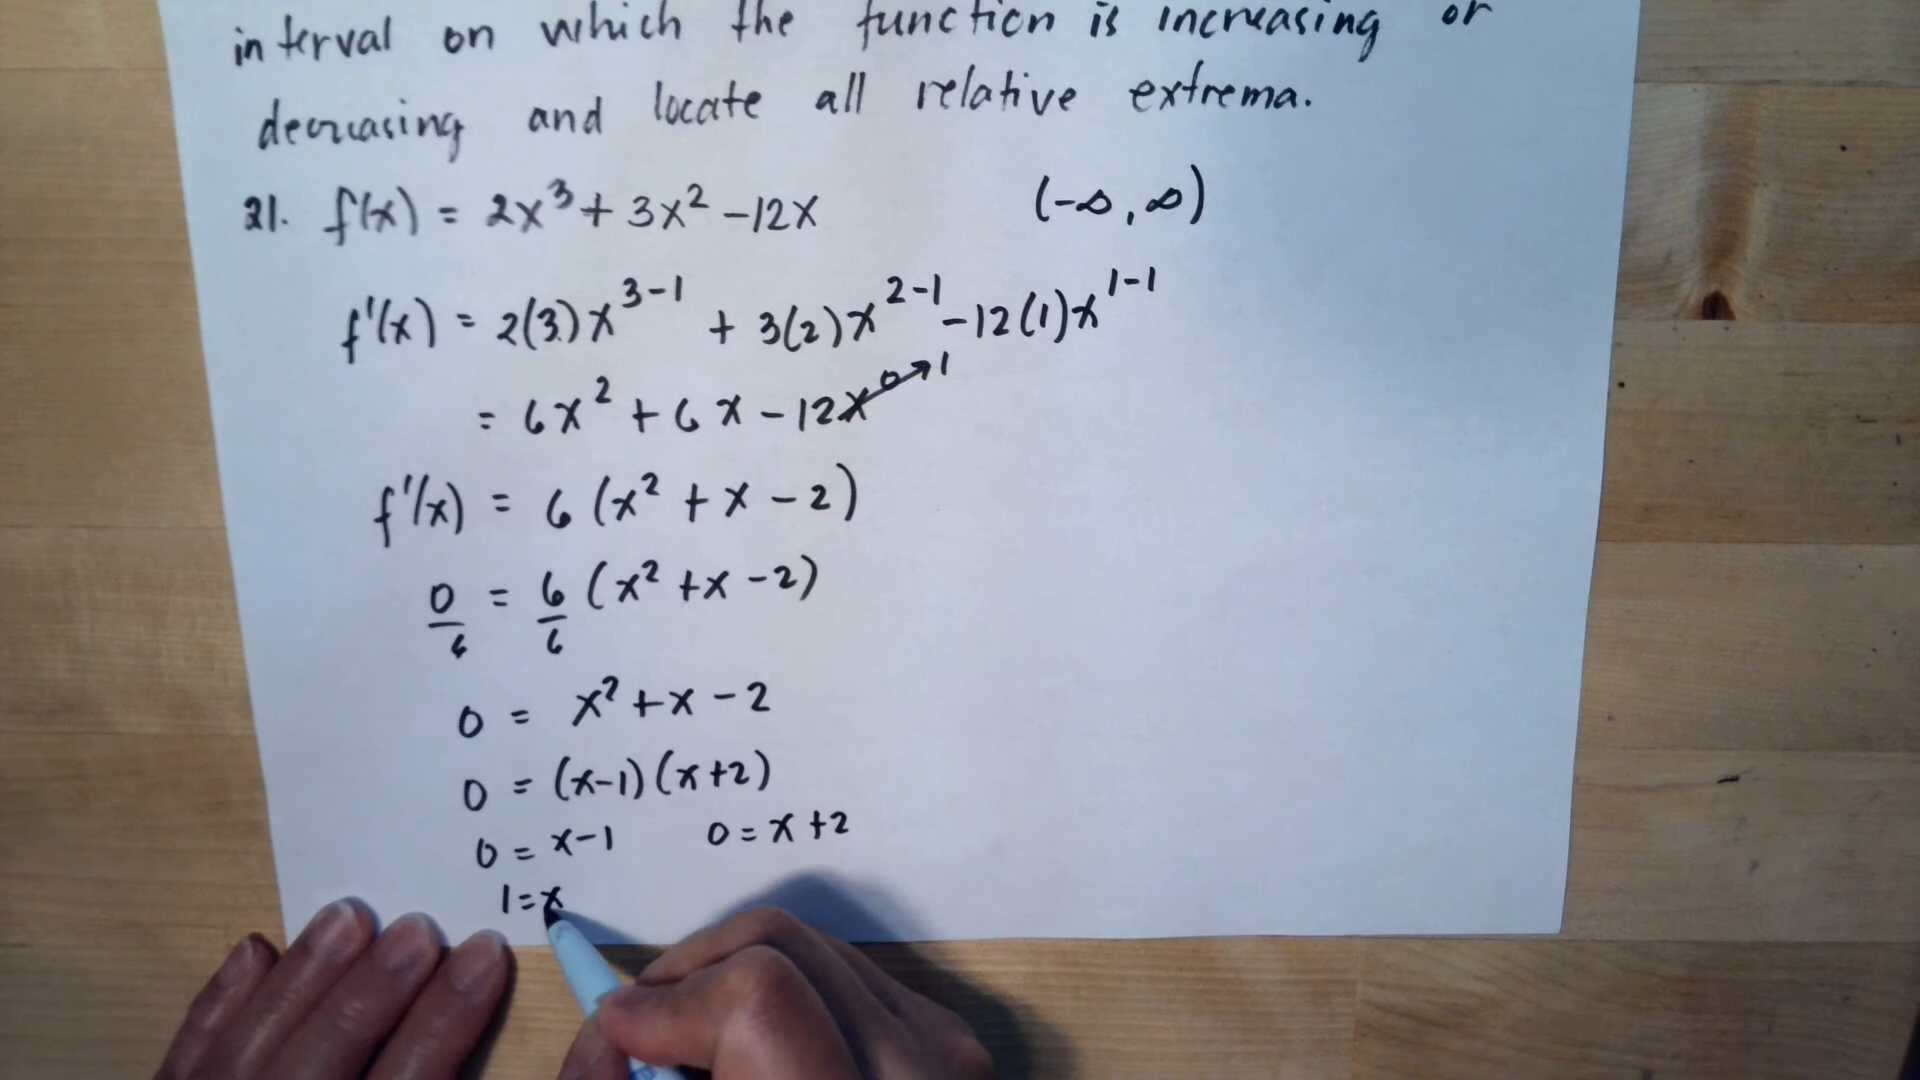 interval on which the function is increasing or
decreasing and locate all relative extrema.
21. f(x) = 2x³ + 3x² - 12x (-∞, ∞)
f'(x) = 2(3)x³⁻¹ + 3(2)x²⁻¹ - 12(1)x¹⁻¹
= 6x² + 6x - 12x⁰→1
f'(x) = 6(x² + x - 2)
0/6 = 6/6 (x² + x - 2)
0 = x² + x - 2
0 = (x-1)(x+2)
0 = x-1 0 = x+2
1 = x